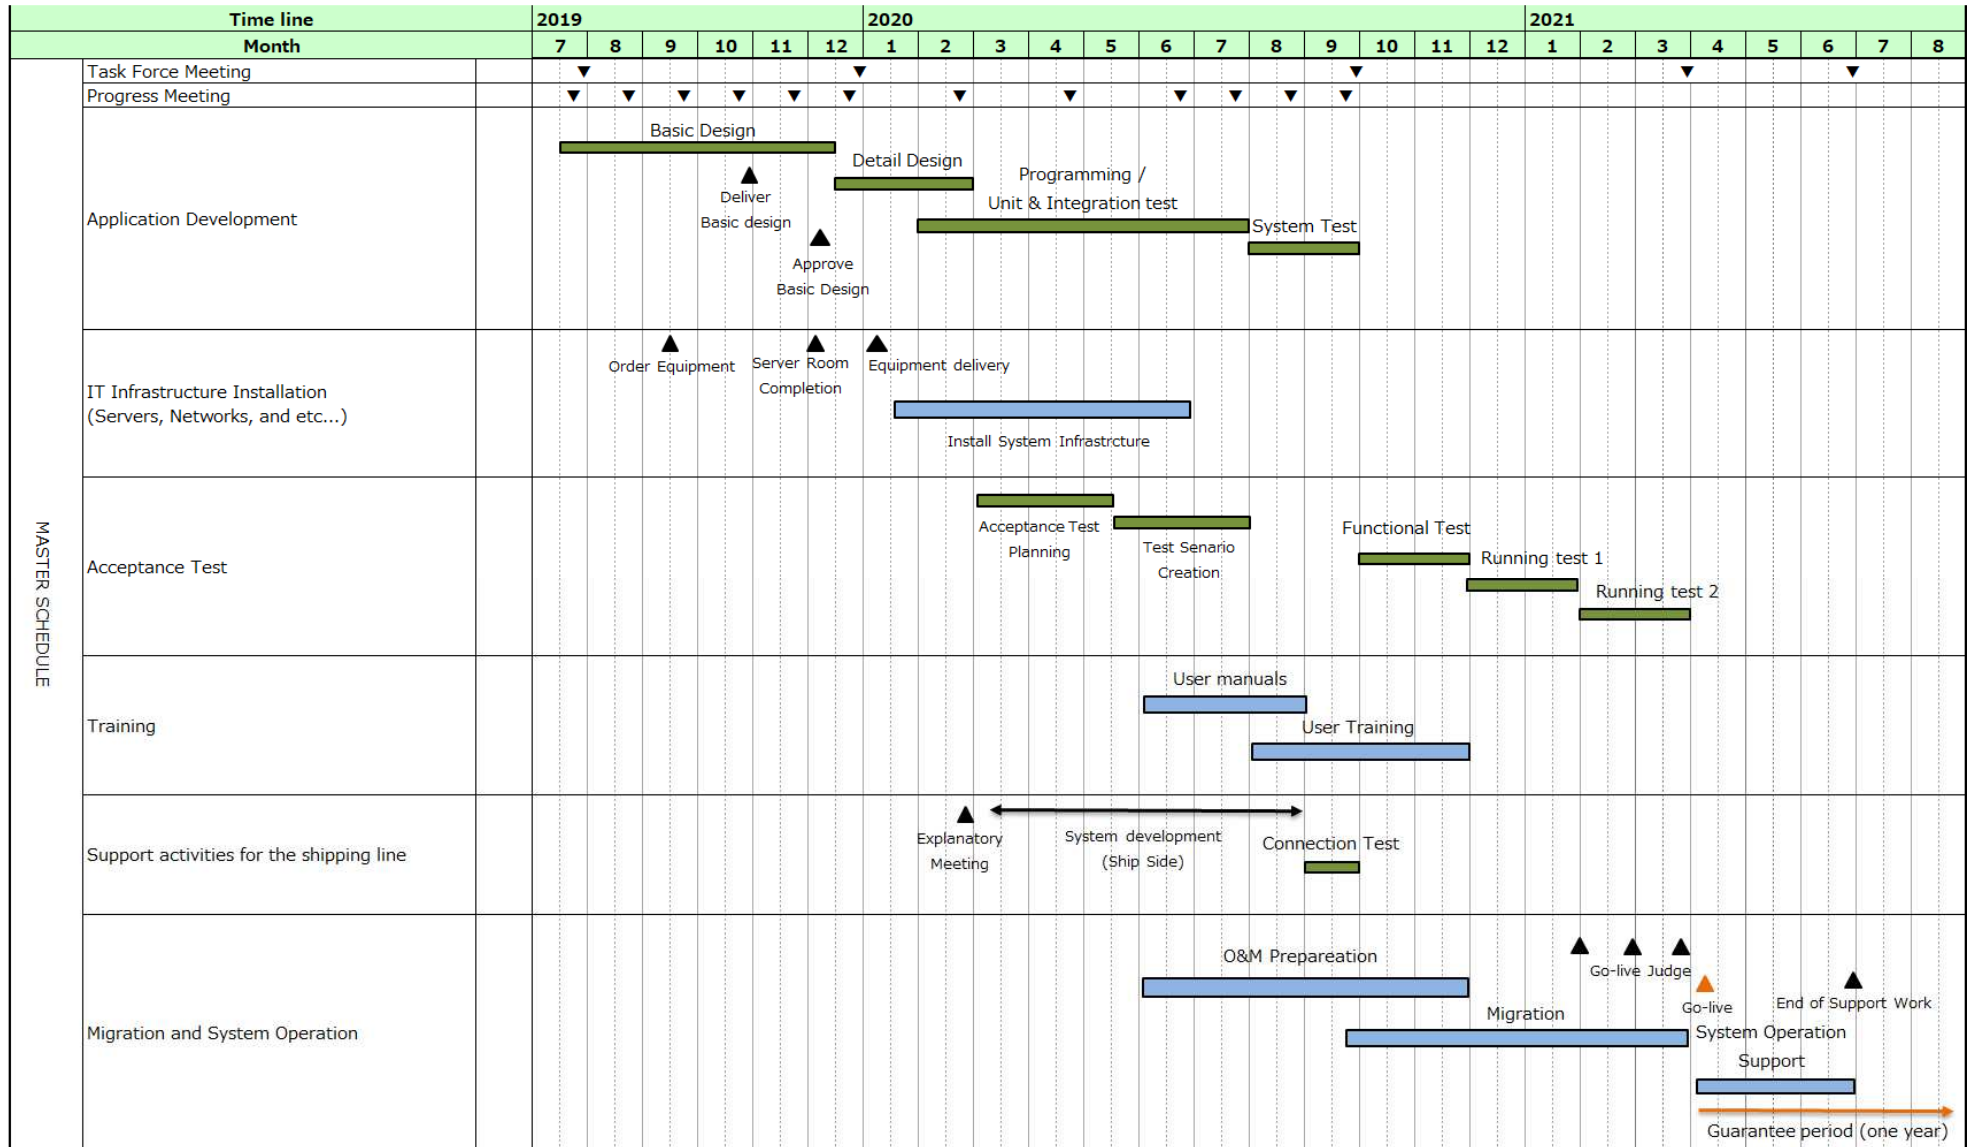 Time line
2019
2020
2021
Month
7 8 9 10 11 12 1 2 3 4 5 6 7 8 9 10 11 12 1 2 3 4 5 6 7 8
MASTER SCHEDULE
Task Force Meeting
Progress Meeting
Application Development
Basic Design
Deliver
Basic design
Approve
Basic Design
Detail Design
Programming /
Unit & Integration test
System Test
IT Infrastructure Installation
(Servers, Networks, and etc...)
Order Equipment
Server Room
Completion
Equipment delivery
Install System Infrastrcture
Acceptance Test
Acceptance Test
Planning
Test Senario
Creation
Functional Test
Running test 1
Running test 2
Training
User manuals
User Training
Support activities for the shipping line
Explanatory
Meeting
System development
(Ship Side)
Connection Test
Migration and System Operation
O&M Prepareation
Migration
Go-live Judge
Go-live
End of Support Work
System Operation
Support
Guarantee period (one year)